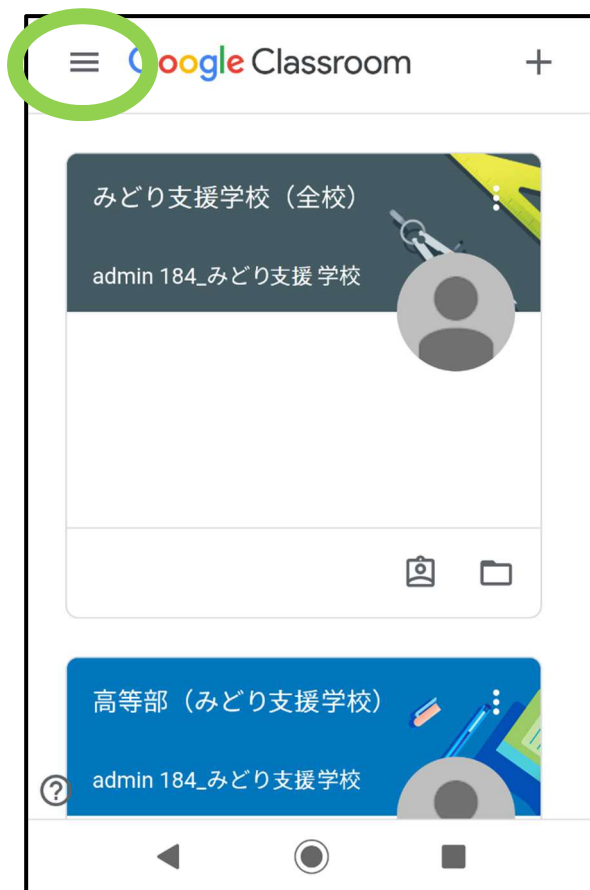 Google Classroom
みどり支援学校（全校）
admin 184_みどり支援 学校
高等部（みどり支援学校）
admin 184_みどり支援 学校